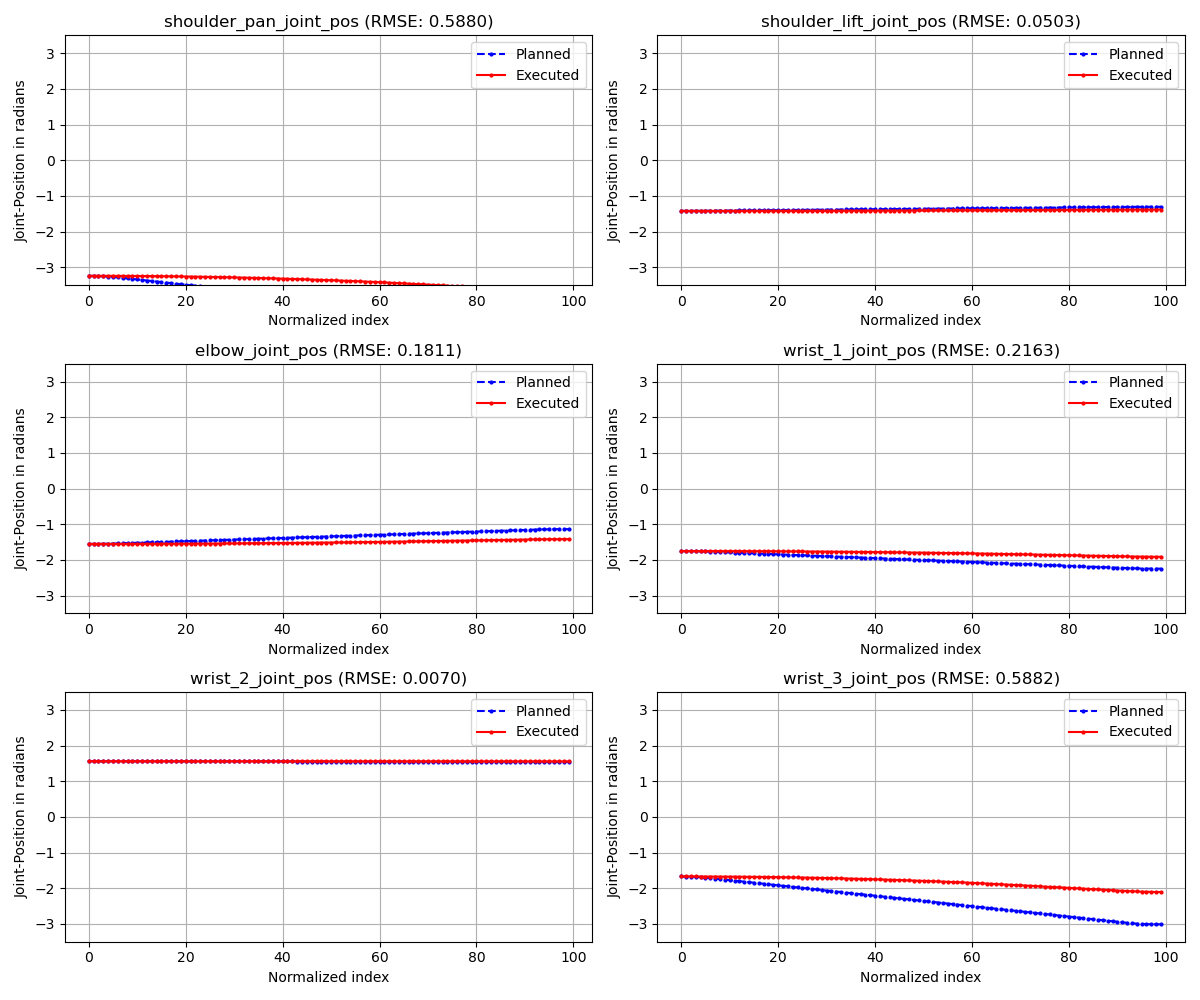 shoulder_pan_joint_pos (RMSE: 0.5880)
Joint-Position in radians
3
2
1
0
−1
−2
−3
Planned
Executed
0 20 40 60 80 100
Normalized index
shoulder_lift_joint_pos (RMSE: 0.0503)
Joint-Position in radians
3
2
1
0
−1
−2
−3
Planned
Executed
0 20 40 60 80 100
Normalized index
elbow_joint_pos (RMSE: 0.1811)
Joint-Position in radians
3
2
1
0
−1
−2
−3
Planned
Executed
0 20 40 60 80 100
Normalized index
wrist_1_joint_pos (RMSE: 0.2163)
Joint-Position in radians
3
2
1
0
−1
−2
−3
Planned
Executed
0 20 40 60 80 100
Normalized index
wrist_2_joint_pos (RMSE: 0.0070)
Joint-Position in radians
3
2
1
0
−1
−2
−3
Planned
Executed
0 20 40 60 80 100
Normalized index
wrist_3_joint_pos (RMSE: 0.5882)
Joint-Position in radians
3
2
1
0
−1
−2
−3
Planned
Executed
0 20 40 60 80 100
Normalized index